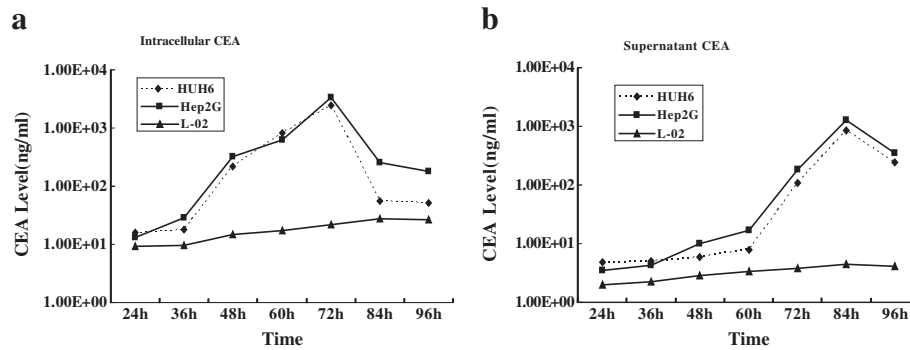 a
Intracellular CEA
CEA Level(ng/ml)
1.00E+04
1.00E+03
1.00E+02
1.00E+01
1.00E+00
HUH6
Hep2G
L-02
24h 36h 48h 60h 72h 84h 96h
Time
b
Supernatant CEA
CEA Level(ng/ml)
1.00E+04
1.00E+03
1.00E+02
1.00E+01
1.00E+00
HUH6
Hep2G
L-02
24h 36h 48h 60h 72h 84h 96h
Time